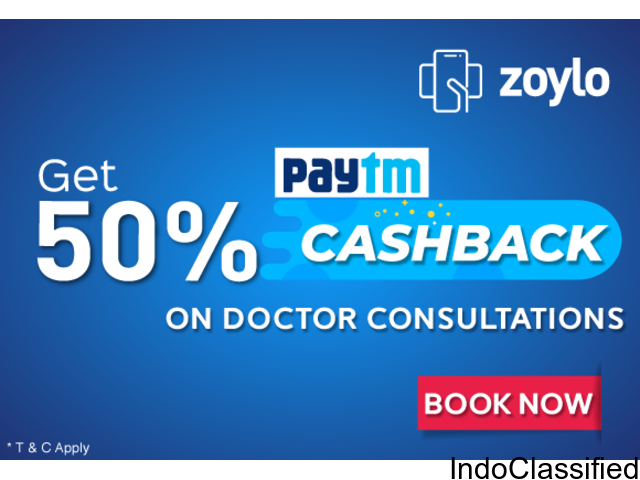 zoylo
Get
paytm
50%
CASHBACK
ON DOCTOR CONSULTATIONS
BOOK NOW
* T & C Apply
IndoClassified